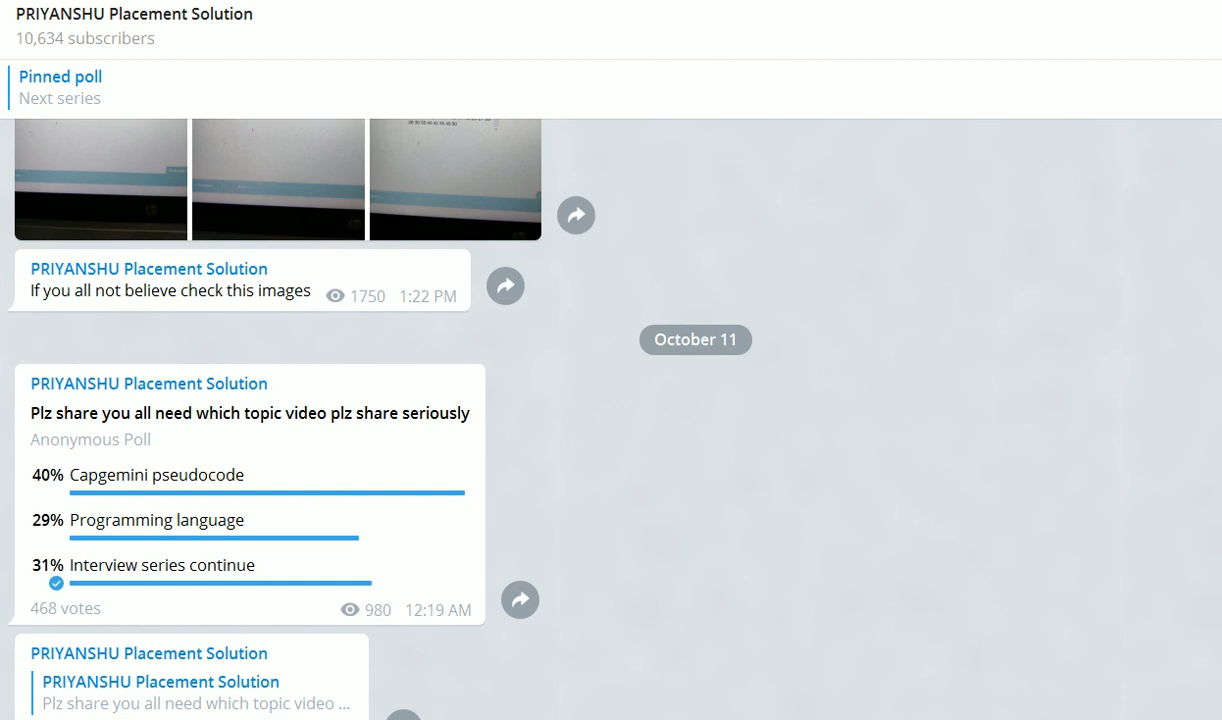 PRIYANSHU Placement Solution
10,634 subscribers
Pinned poll
Next series
PRIYANSHU Placement Solution
If you all not believe check this images 1750 1:22 PM
October 11
PRIYANSHU Placement Solution
Plz share you all need which topic video plz share seriously
Anonymous Poll
40% Capgemini pseudocode
29% Programming language
31% Interview series continue
468 votes 980 12:19 AM
PRIYANSHU Placement Solution
PRIYANSHU Placement Solution
Plz share you all need which topic video ...